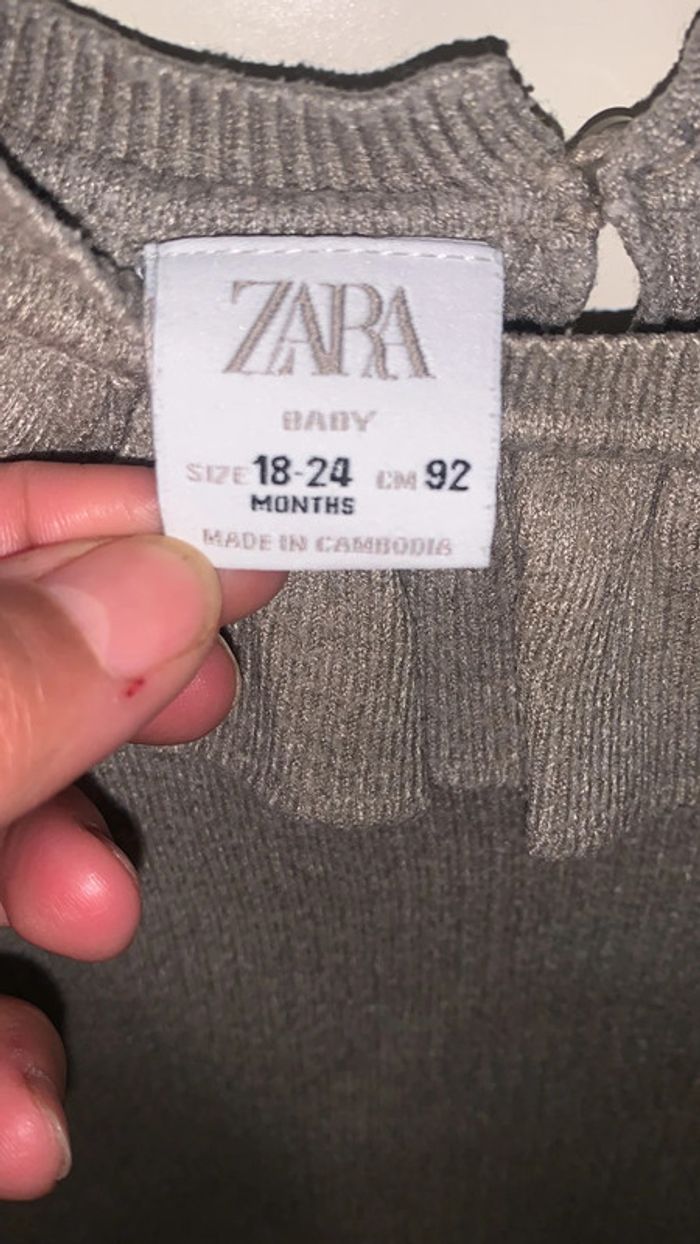 ZARA
BABY
SIZE 18-24 CM 92
MONTHS
MADE IN CAMBODIA